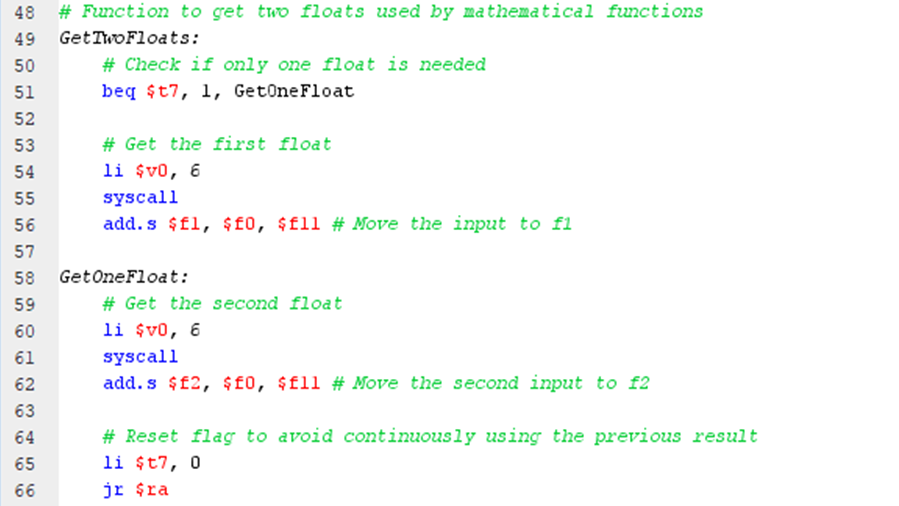 48 # Function to get two floats used by mathematical functions
49 GetTwoFloats:
50 # Check if only one float is needed
51 beq $t7, 1, GetOneFloat
52
53 # Get the first float
54 li $v0, 6
55 syscall
56 add.s $f1, $f0, $f11 # Move the input to f1
57
58 GetOneFloat:
59 # Get the second float
60 li $v0, 6
61 syscall
62 add.s $f2, $f0, $f11 # Move the second input to f2
63
64 # Reset flag to avoid continuously using the previous result
65 li $t7, 0
66 jr $ra